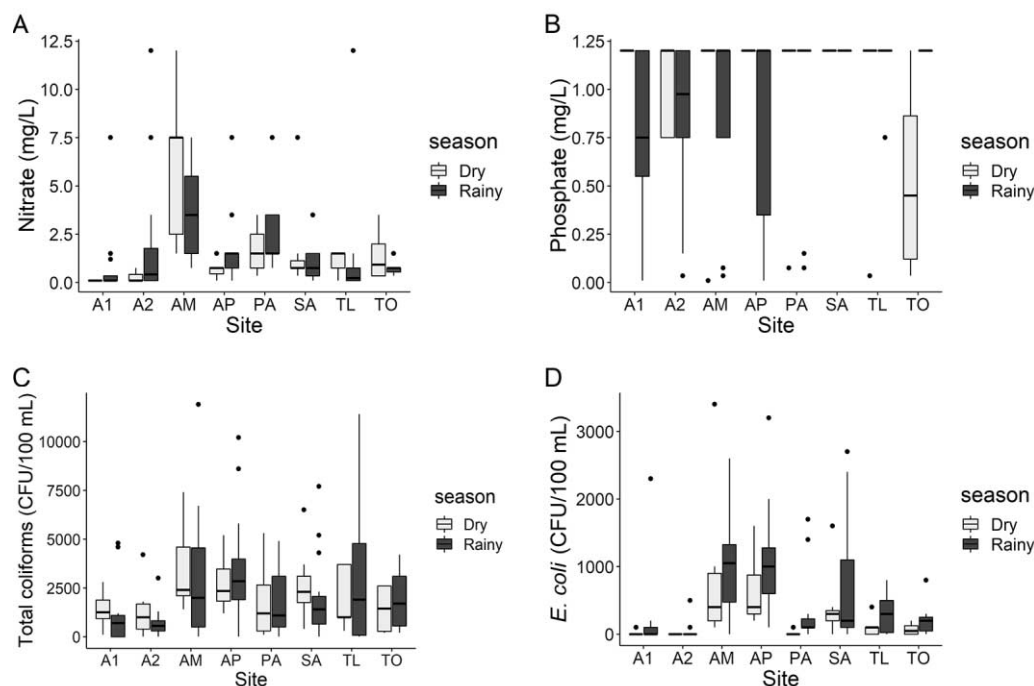 A
Nitrate (mg/L)
12.5
10.0
7.5
5.0
2.5
0.0
A1 A2 AM AP PA SA TL TO
Site
season
Dry
Rainy
B
Phosphate (mg/L)
1.25
1.00
0.75
0.50
0.25
0.00
A1 A2 AM AP PA SA TL TO
Site
season
Dry
Rainy
C
Total coliforms (CFU/100 mL)
10000
7500
5000
2500
0
A1 A2 AM AP PA SA TL TO
Site
season
Dry
Rainy
D
E. coli (CFU/100 mL)
3000
2000
1000
0
A1 A2 AM AP PA SA TL TO
Site
season
Dry
Rainy